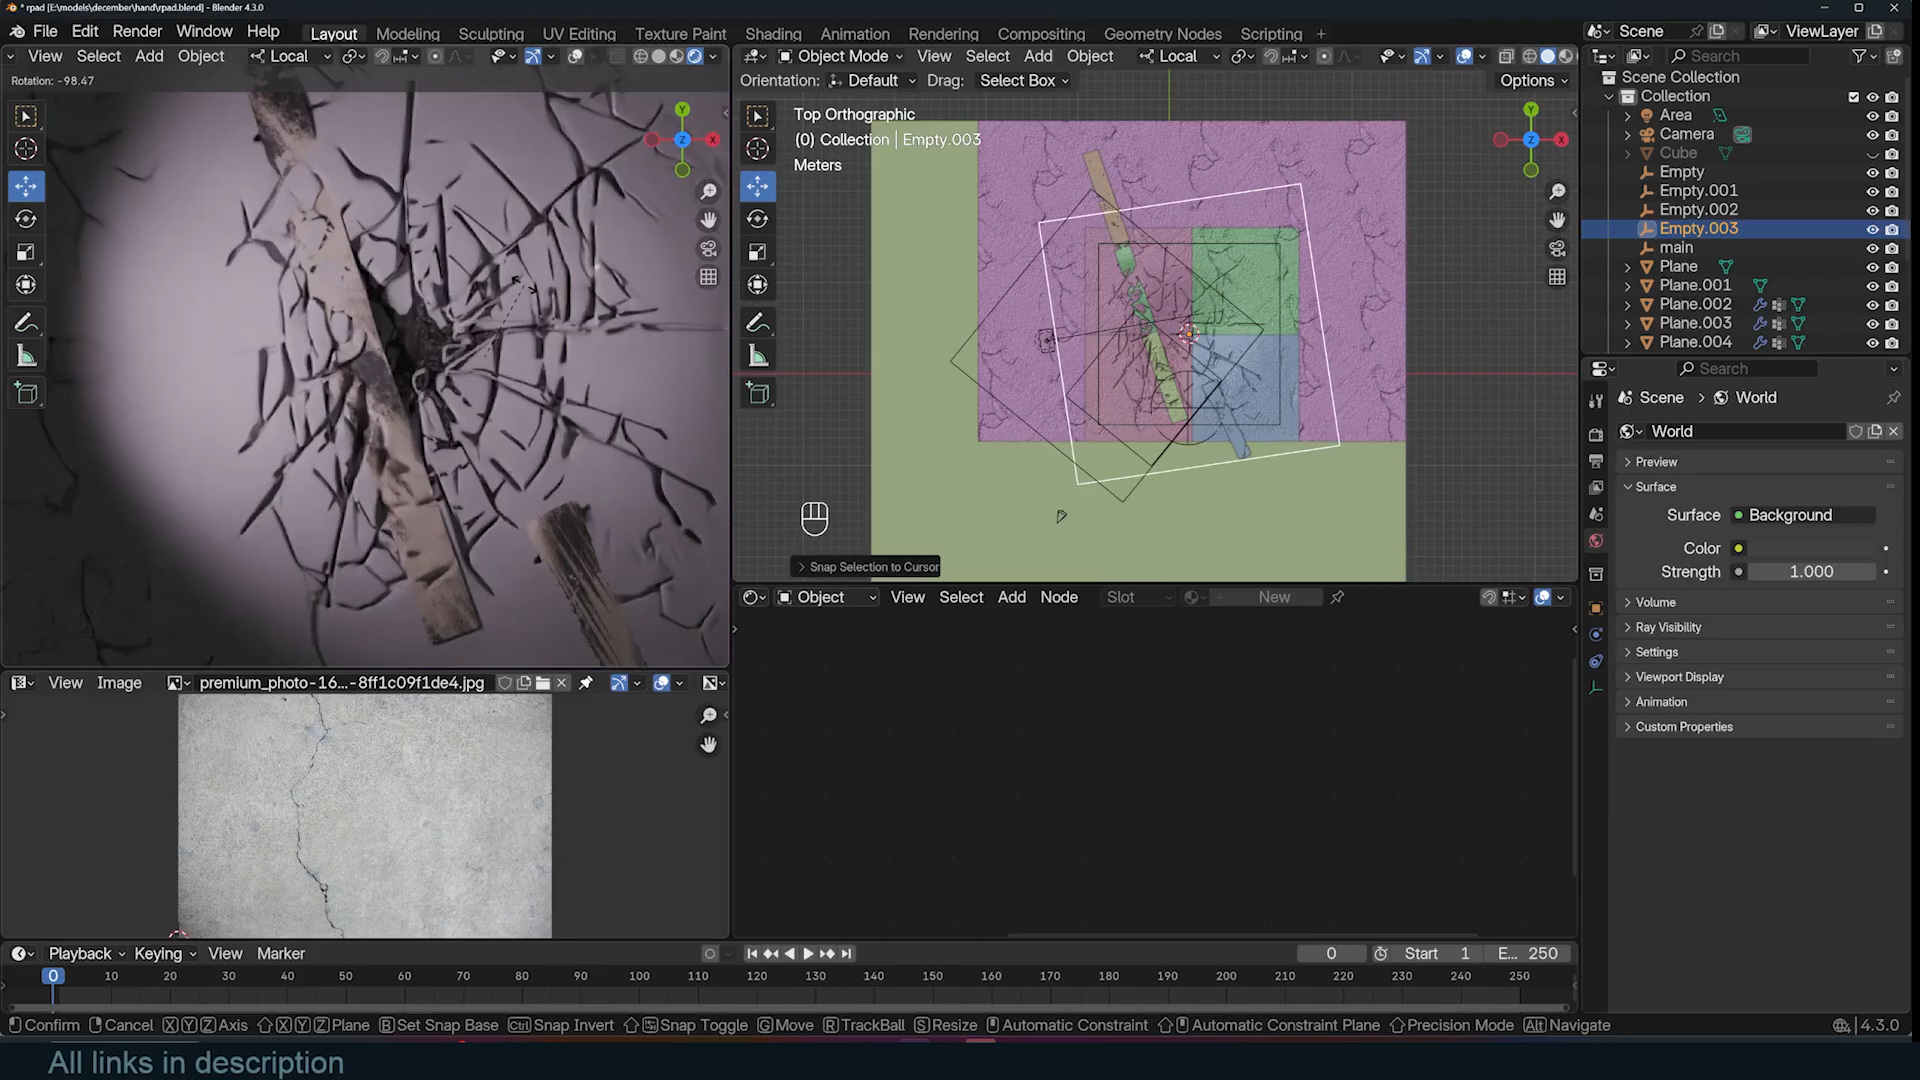 * rpad [E:\models\december\hand\rpad.blend] - Blender 4.3.0
File Edit Render Window Help Layout Modeling Sculpting UV Editing Texture Paint Shading Animation Rendering Compositing Geometry Nodes Scripting + Scene ViewLayer
View Select Add Object Local
Object Mode View Select Add Object Local
Search
Rotation: -98.47
Orientation: Default Drag: Select Box Options
Scene Collection
Collection
Area
Camera
Cube
Empty
Empty.001
Empty.002
Empty.003
main
Plane
Plane.001
Plane.002
Plane.003
Plane.004
Y
X
Z
Top Orthographic
(0) Collection | Empty.003
Meters
Y
X
Z
Snap Selection to Cursor
Search
Scene > World
World
Preview
Surface
Surface Background
Color
Strength 1.000
Volume
Ray Visibility
Settings
Viewport Display
Animation
Custom Properties
Object View Select Add Node Slot New
View Image premium_photo-16...-8ff1c09f1de4.jpg
Playback Keying View Marker 0 Start 1 E... 250
0 10 20 30 40 50 60 70 80 90 100 110 120 130 140 150 160 170 180 190 200 210 220 230 240 250
Confirm Cancel X Y Z Axis X Y Z Plane B Set Snap Base Ctrl Snap Invert Snap Toggle G Move R TrackBall S Resize Automatic Constraint Automatic Constraint Plane Precision Mode Alt Navigate 4.3.0
All links in description